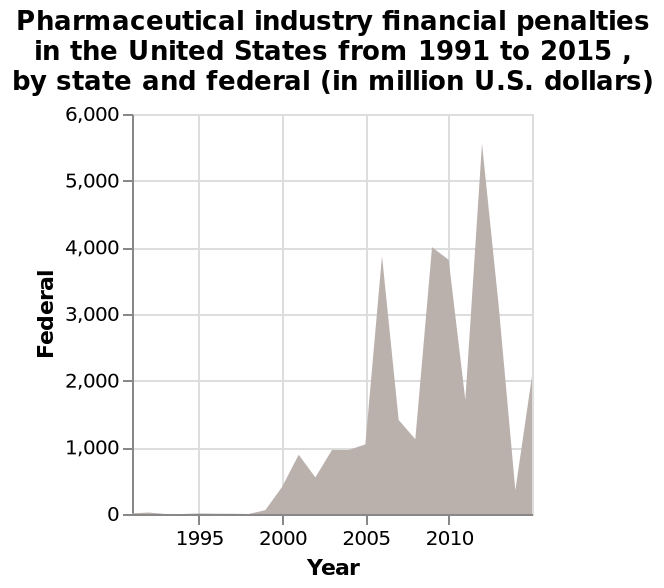 Pharmaceutical industry financial penalties
in the United States from 1991 to 2015 ,
by state and federal (in million U.S. dollars)
6,000
5,000
4,000
3,000
2,000
1,000
0
Federal
1995 2000 2005 2010
Year